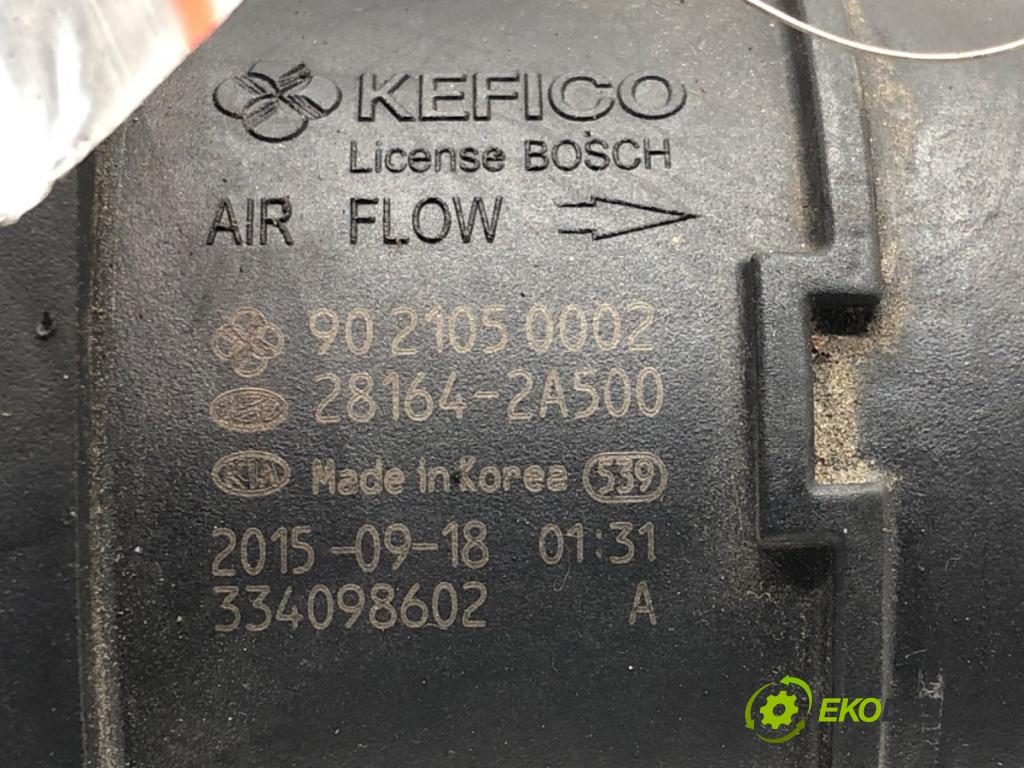 KEFICO
License BOSCH
AIR FLOW
90 2105 0002
28164-2A500
KIA Made in Korea 539
2015-09-18 01:31
334098602 A
EKO